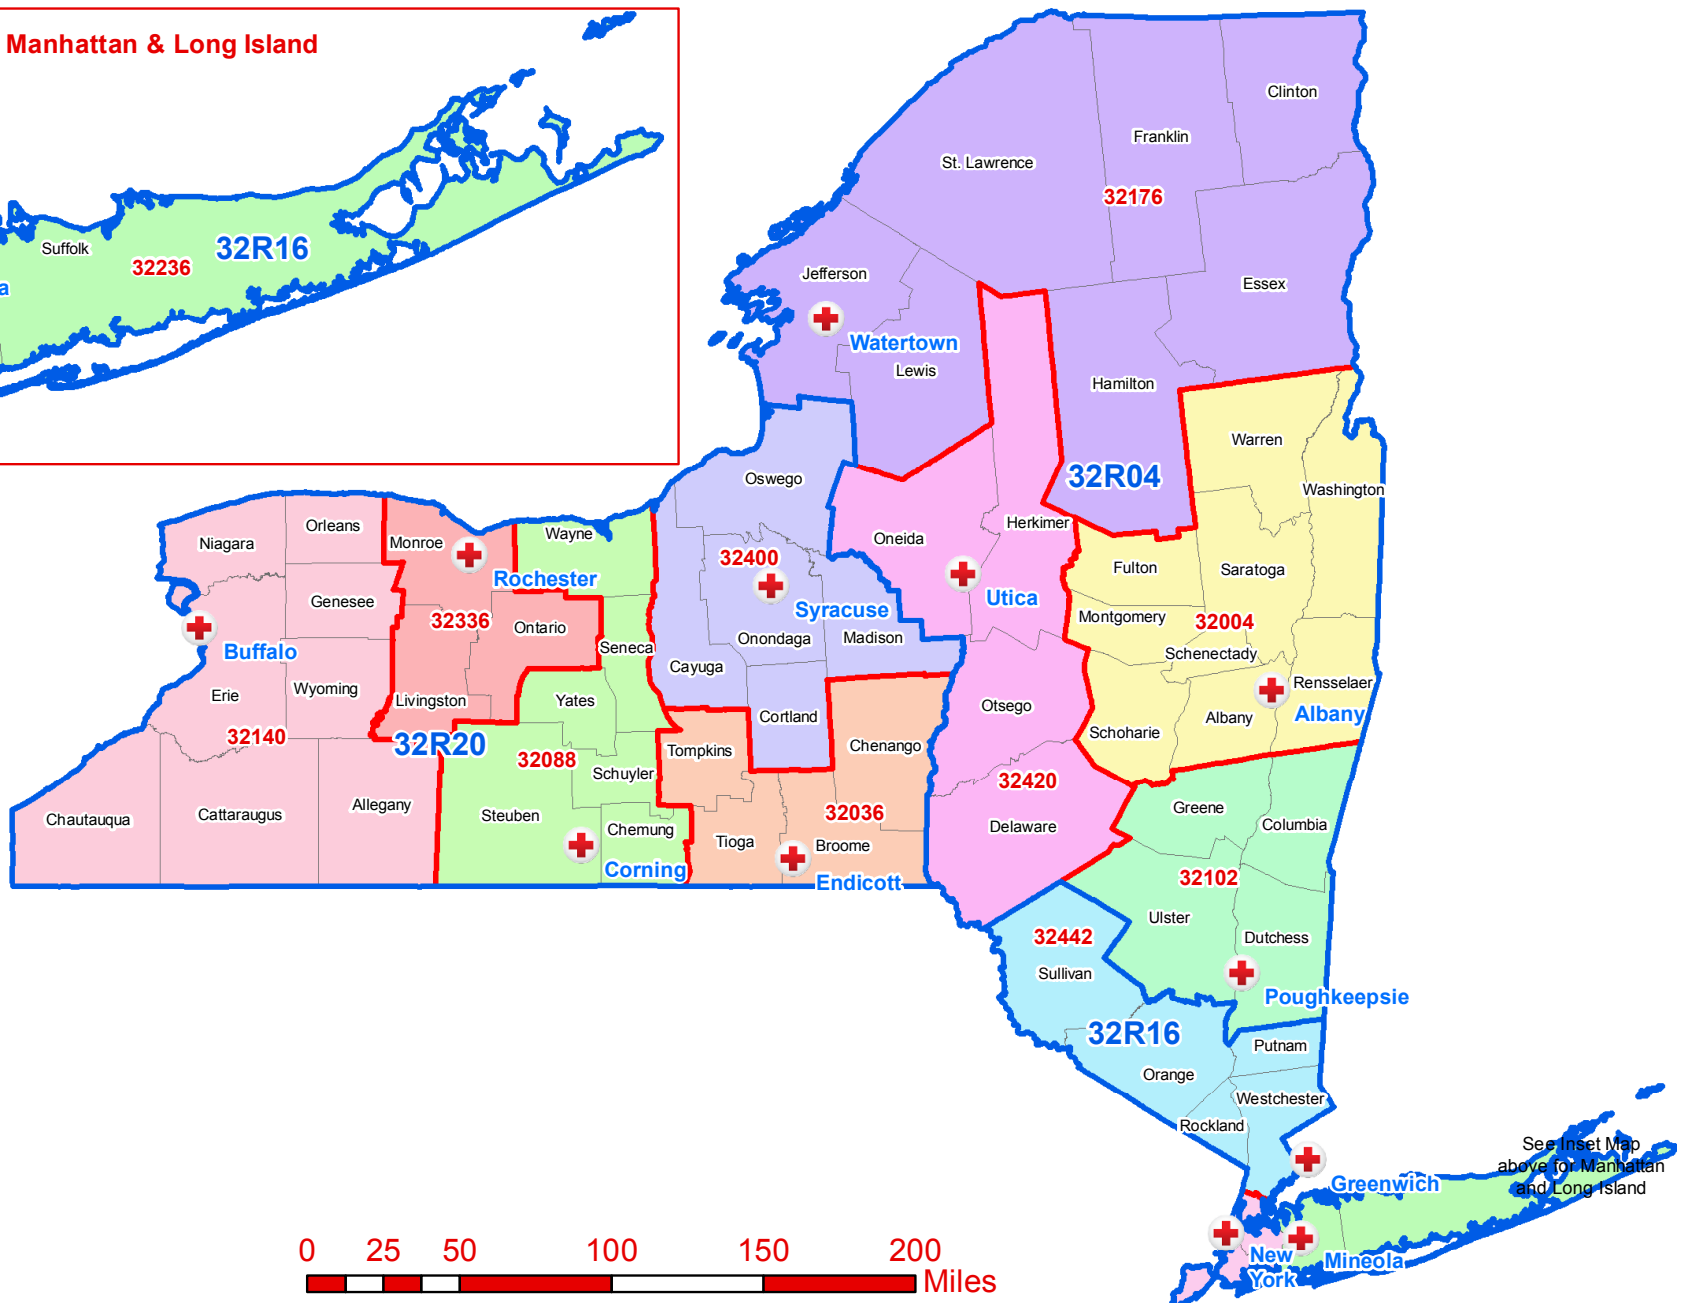 Manhattan & Long Island
Suffolk
32R16
32236
a
Clinton
Franklin
St. Lawrence
32176
Jefferson
Essex
Watertown
Lewis
Hamilton
Warren
32R04
Oswego
Washington
Orleans
Niagara
Monroe
Wayne
Oneida
Herkimer
32400
Rochester
Fulton
Saratoga
Genesee
Syracuse
Utica
Montgomery
32004
32336
Ontario
Onondaga
Madison
Buffalo
Seneca
Schenectady
Cayuga
Rensselaer
Erie
Wyoming
Livingston
Yates
Otsego
Cortland
Albany
Albany
Schoharie
32140
32R20
Tompkins
Chenango
32088
Schuyler
32420
Chautauqua
Cattaraugus
Allegany
Steuben
32036
Greene
Columbia
Delaware
Chemung
Tioga
Broome
Corning
Endicott
32102
Ulster
32442
Dutchess
Sullivan
Poughkeepsie
32R16
Putnam
Orange
Westchester
Rockland
See Inset Map
above for Manhattan
and Long Island
Greenwich
New
York
Mineola
0 25 50 100 150 200
Miles